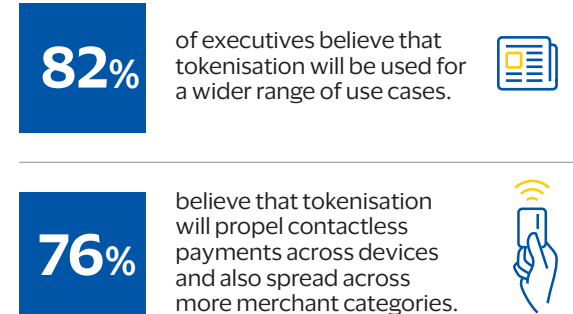 82%
of executives believe that
tokenisation will be used for
a wider range of use cases.
76%
believe that tokenisation
will propel contactless
payments across devices
and also spread across
more merchant categories.